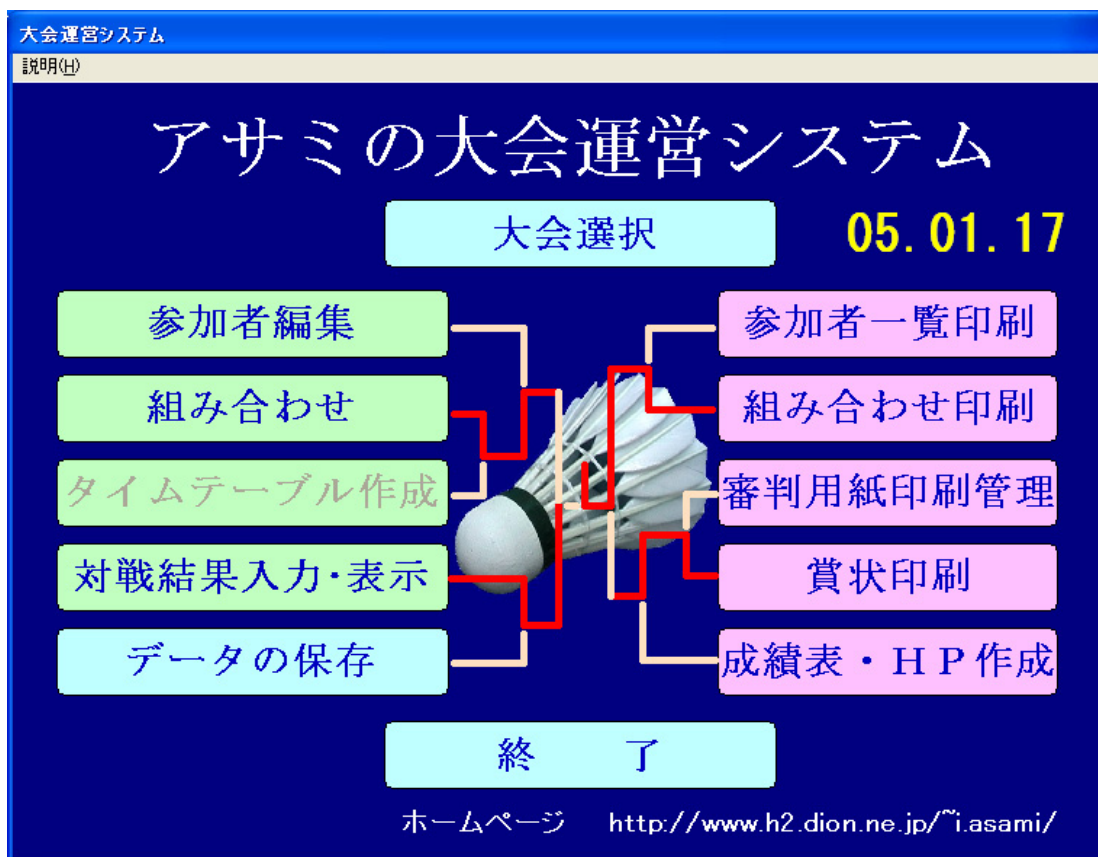 大会運営システム
説明(H)
アサミの大会運営システム
大会選択
05.01.17
参加者編集
参加者一覧印刷
組み合わせ
組み合わせ印刷
タイムテーブル作成
審判用紙印刷管理
対戦結果入力・表示
賞状印刷
データの保存
成績表・ＨＰ作成
終　了
ホームページ　http://www.h2.dion.ne.jp/~i.asami/